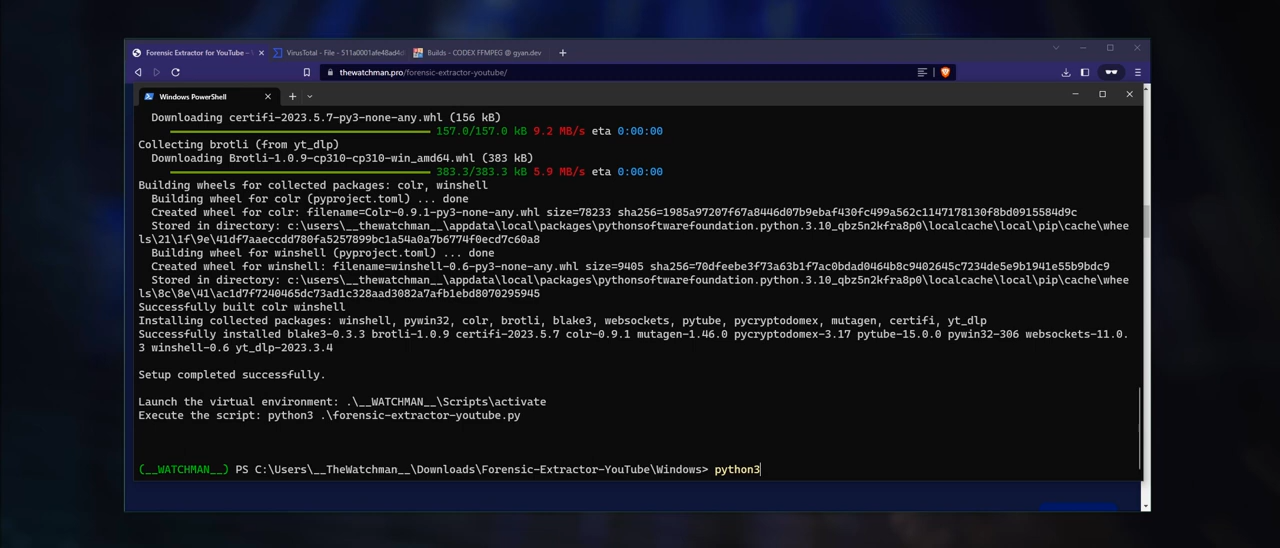 Forensic Extractor for YouTube –
VirusTotal - File - 511a0001afe48ad4d
Builds - CODEX FFMPEG @ gyan.dev
thewatchman.pro/forensic-extractor-youtube/
Windows PowerShell
Downloading certifi-2023.5.7-py3-none-any.whl (156 kB)
157.0/157.0 kB 9.2 MB/s eta 0:00:00
Collecting brotli (from yt_dlp)
Downloading Brotli-1.0.9-cp310-cp310-win_amd64.whl (383 kB)
383.3/383.3 kB 5.9 MB/s eta 0:00:00
Building wheels for collected packages: colr, winshell
Building wheel for colr (pyproject.toml) ... done
Created wheel for colr: filename=Colr-0.9.1-py3-none-any.whl size=78233 sha256=1985a97207f67a8446d07b9ebaf430fc499a562c1147178130f8bd0915584d9c
Stored in directory: c:\users\__thewatchman__\appdata\local\packages\pythonsoftwarefoundation.python.3.10_qbz5n2kfra8p0\localcache\local\pip\cache\whee
ls\21\1f\9e\41df7aaeccdd780fa5257899bc1a54a0a7b6774f0ecd7c60a8
Building wheel for winshell (pyproject.toml) ... done
Created wheel for winshell: filename=winshell-0.6-py3-none-any.whl size=9405 sha256=70dfeebe3f73a63b1f7ac0bdad0464b8c9402645c7234de5e9b1941e55b9bdc9
Stored in directory: c:\users\__thewatchman__\appdata\local\packages\pythonsoftwarefoundation.python.3.10_qbz5n2kfra8p0\localcache\local\pip\cache\whee
ls\8c\8e\41\ac1d7f7240465dc73ad1c328aad3082a7afb1ebd8070295945
Successfully built colr winshell
Installing collected packages: winshell, pywin32, colr, brotli, blake3, websockets, pytube, pycryptodomex, mutagen, certifi, yt_dlp
Successfully installed blake3-0.3.3 brotli-1.0.9 certifi-2023.5.7 colr-0.9.1 mutagen-1.46.0 pycryptodomex-3.17 pytube-15.0.0 pywin32-306 websockets-11.0.
3 winshell-0.6 yt_dlp-2023.3.4
Setup completed successfully.
Launch the virtual environment: .\__WATCHMAN__\Scripts\activate
Execute the script: python3 .\forensic-extractor-youtube.py
(__WATCHMAN__) PS C:\Users\__TheWatchman__\Downloads\Forensic-Extractor-YouTube\Windows> python3